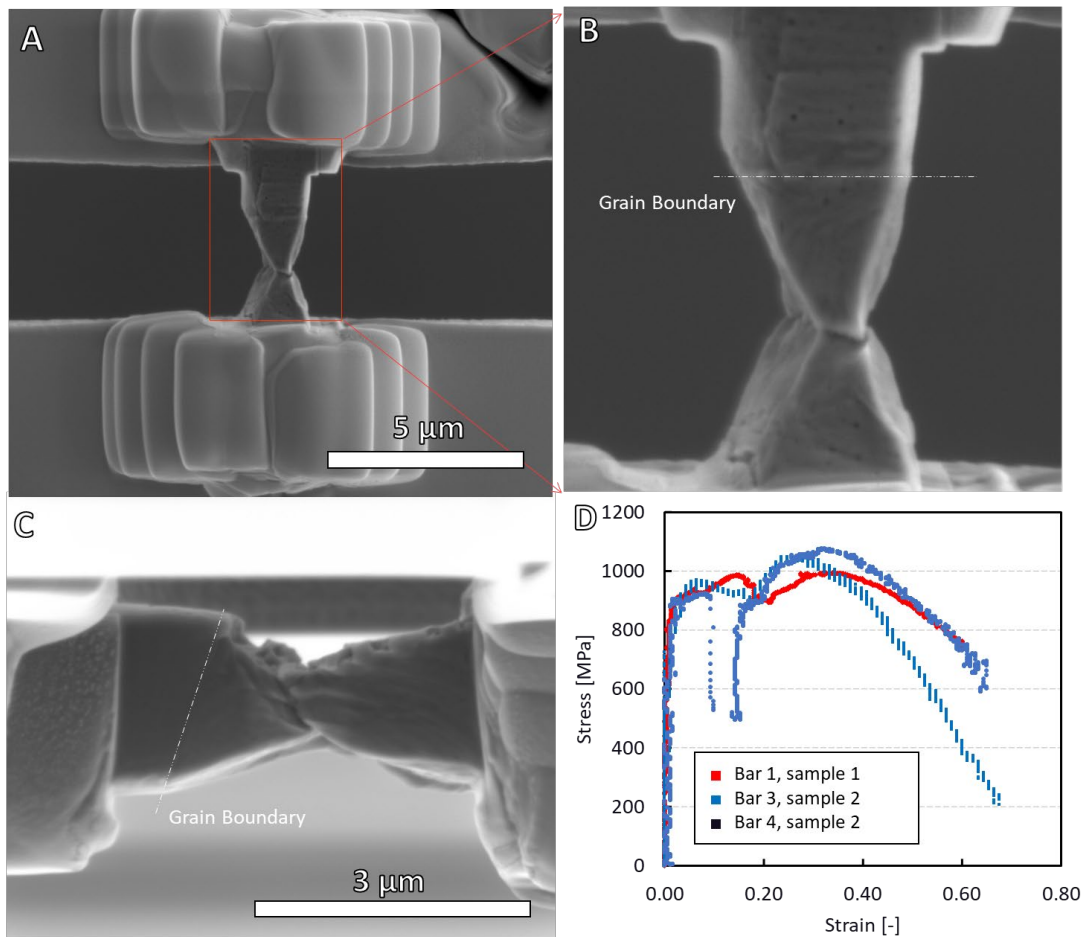 A
5 µm
B
Grain Boundary
C
Grain Boundary
3 µm
D
1200
1000
800
600
400
200
0
Stress [MPa]
Bar 1, sample 1
Bar 3, sample 2
Bar 4, sample 2
0.00
0.20
0.40
0.60
0.80
Strain [-]